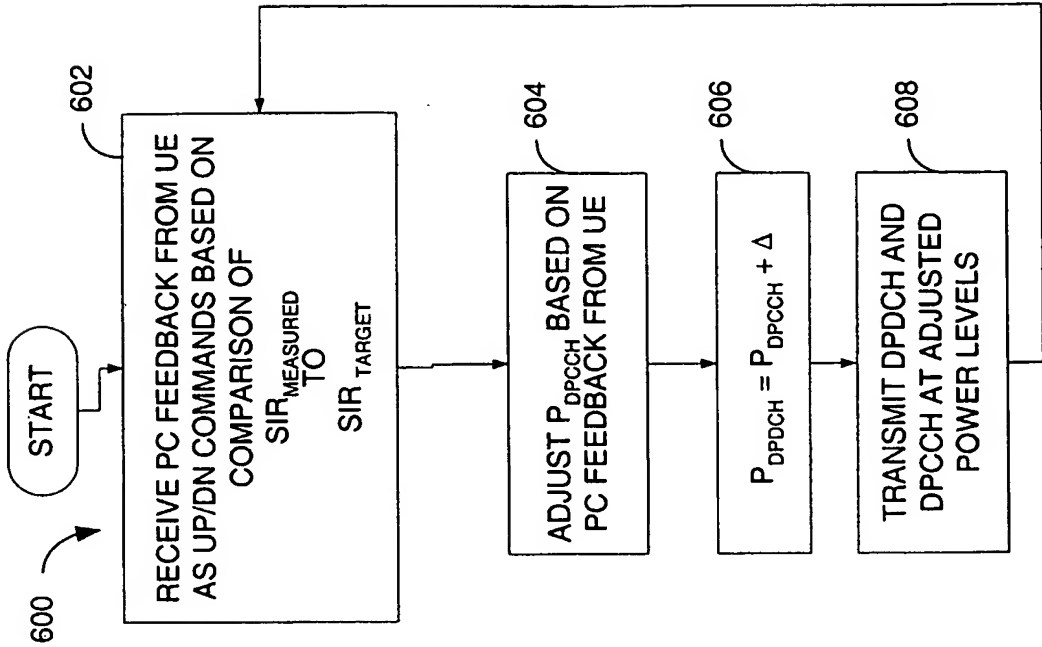 600
START
602
RECEIVE PC FEEDBACK FROM UE
AS UP/DN COMMANDS BASED ON
COMPARISON OF
SIR_MEASURED
TO
SIR_TARGET
604
ADJUST P_DPCCH BASED ON
PC FEEDBACK FROM UE
606
P_DPDCH = P_DPCCH + Δ
608
TRANSMIT DPDCH AND
DPCCH AT ADJUSTED
POWER LEVELS